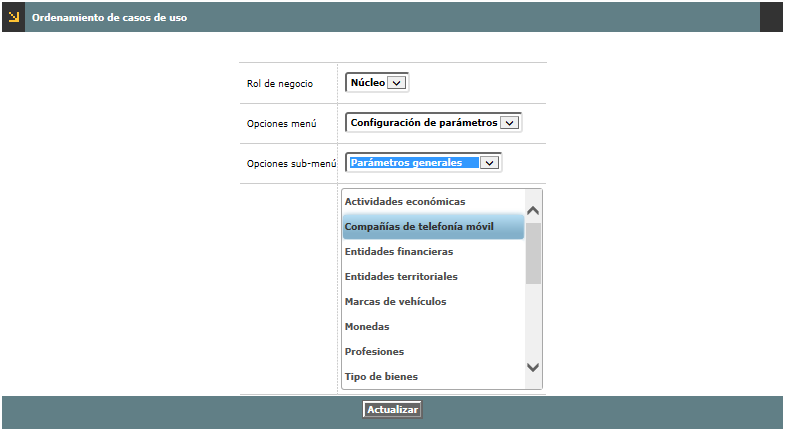 Ordenamiento de casos de uso
Rol de negocio Núcleo
Opciones menú Configuración de parámetros
Opciones sub-menú Parámetros generales
Actividades económicas
Compañías de telefonía móvil
Entidades financieras
Entidades territoriales
Marcas de vehículos
Monedas
Profesiones
Tipo de bienes
Actualizar